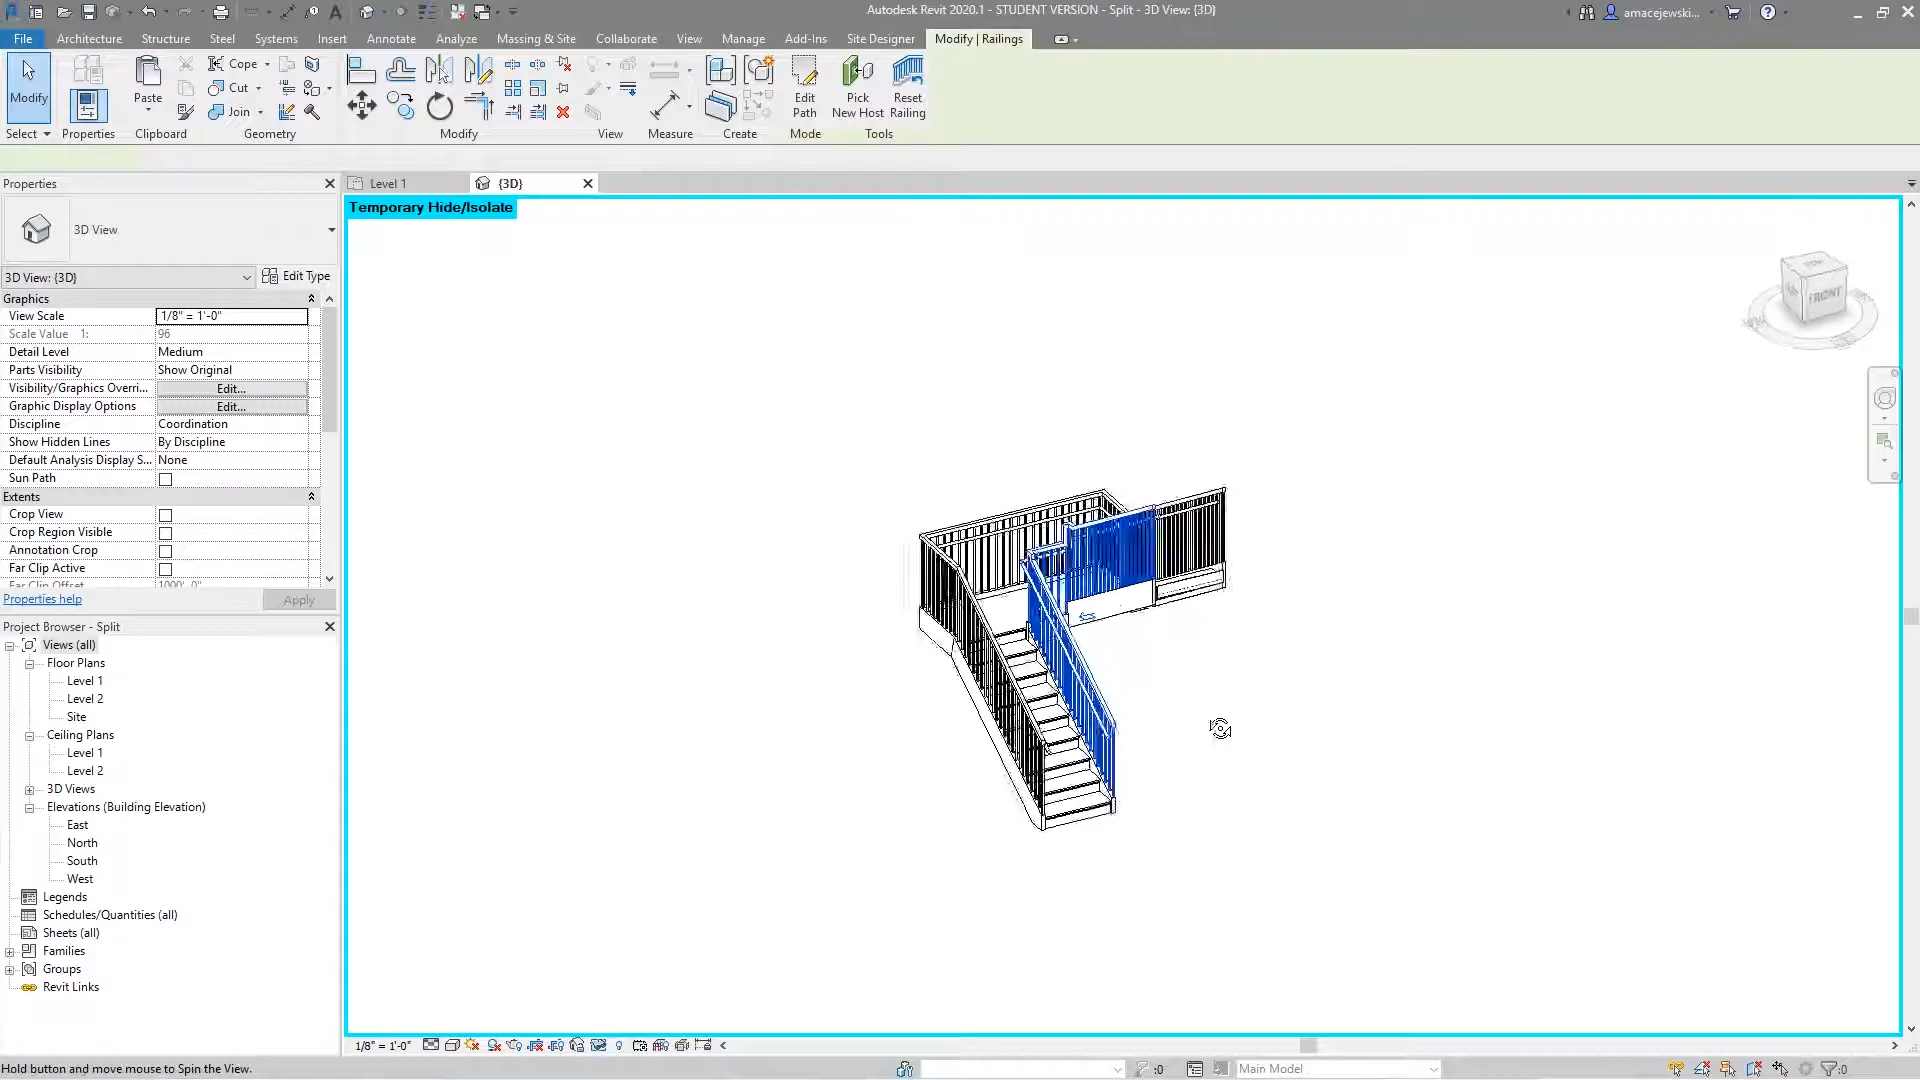 Autodesk Revit 2020.1 - STUDENT VERSION - Split - 3D View: {3D}
amacejewski...
File Architecture Structure Steel Systems Insert Annotate Analyze Massing & Site Collaborate View Manage Add-Ins Site Designer Modify | Railings
Modify
Paste
Cope
Cut
Join
Edit Path
Pick New Host
Reset Railing
Select Properties Clipboard Geometry Modify View Measure Create Mode Tools
Properties
Level 1
{3D}
3D View
Temporary Hide/Isolate
3D View: {3D}
Edit Type
Graphics
View Scale 1/8" = 1'-0"
Scale Value 1: 96
Detail Level Medium
Parts Visibility Show Original
Visibility/Graphics Overri... Edit...
Graphic Display Options Edit...
Discipline Coordination
Show Hidden Lines By Discipline
Default Analysis Display S... None
Sun Path
Extents
Crop View
Crop Region Visible
Annotation Crop
Far Clip Active
Far Clip Offset 1000' 0"
Properties help
Apply
Project Browser - Split
Views (all)
Floor Plans
Level 1
Level 2
Site
Ceiling Plans
Level 1
Level 2
3D Views
Elevations (Building Elevation)
East
North
South
West
Legends
Schedules/Quantities (all)
Sheets (all)
Families
Groups
Revit Links
TOP
FRONT
1/8" = 1'-0"
Hold button and move mouse to Spin the View.
:0
Main Model
:0